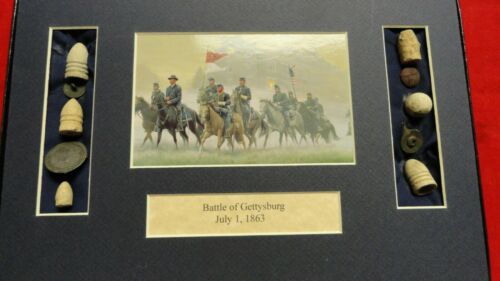 Battle of Gettysburg
July 1, 1863